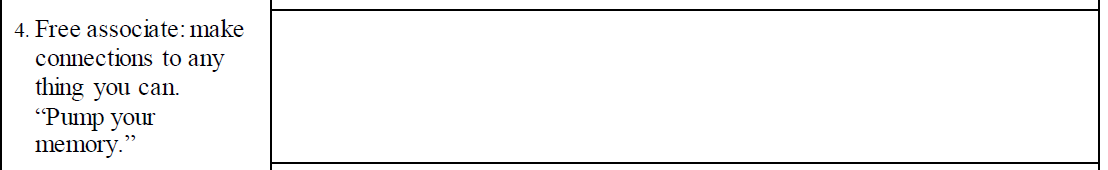 4. Free associate: make
connections to any
thing you can.
“Pump your
memory.”